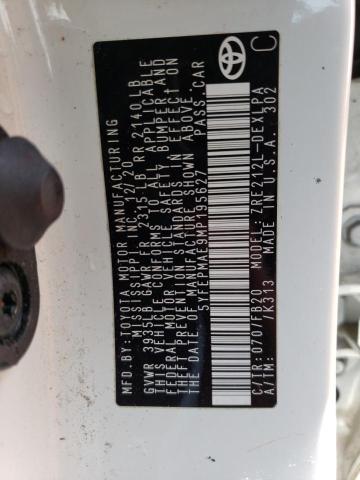 MFD.BY:TOYOTA MOTOR MANUFACTURING
MISSISSIPPI INC. 12/20
GVWR 3935LB GAWR FR 2315LB RR 2140LB
THIS VEHICLE CONFORMS TO ALL APPLICABLE
FEDERAL MOTOR VEHICLE SAFETY, BUMPER, AND
THEFT PREVENTION STANDARDS IN EFFECT ON
THE DATE OF MANUFACTURE SHOWN ABOVE.
5YFEPMAE9MP195627 PASS.CAR
C/TR: 070/FB20 MODEL: ZRE212L-DEXLPA
A/TM: /K313 MADE IN U.S.A. 302
TOYOTA
C